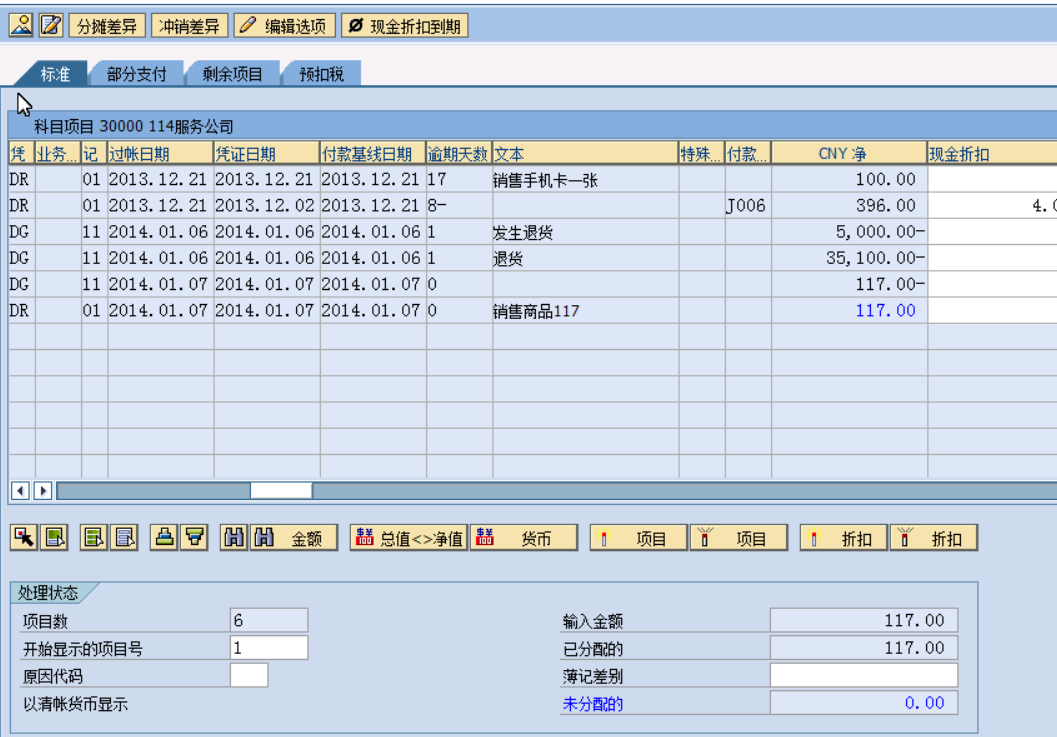 分摊差异 冲销差异 编辑选项 现金折扣到期
标准 部分支付 剩余项目 预扣税
科目项目 30000 114服务公司
凭 业务... 记 过帐日期 凭证日期 付款基线日期 逾期天数 文本 特殊... 付款... CNY 净 现金折扣
DR 01 2013.12.21 2013.12.21 2013.12.21 17 销售手机卡一张 100.00
DR 01 2013.12.21 2013.12.02 2013.12.21 8- J006 396.00 4.0
DG 11 2014.01.06 2014.01.06 2014.01.06 1 发生退货 5,000.00-
DG 11 2014.01.06 2014.01.06 2014.01.06 1 退货 35,100.00-
DG 11 2014.01.07 2014.01.07 2014.01.07 0 117.00-
DR 01 2014.01.07 2014.01.07 2014.01.07 0 销售商品117 117.00
金额 总值<>净值 货币 项目 项目 折扣 折扣
处理状态
项目数 6 输入金额 117.00
开始显示的项目号 1 已分配的 117.00
原因代码 薄记差别
以清帐货币显示 未分配的 0.00